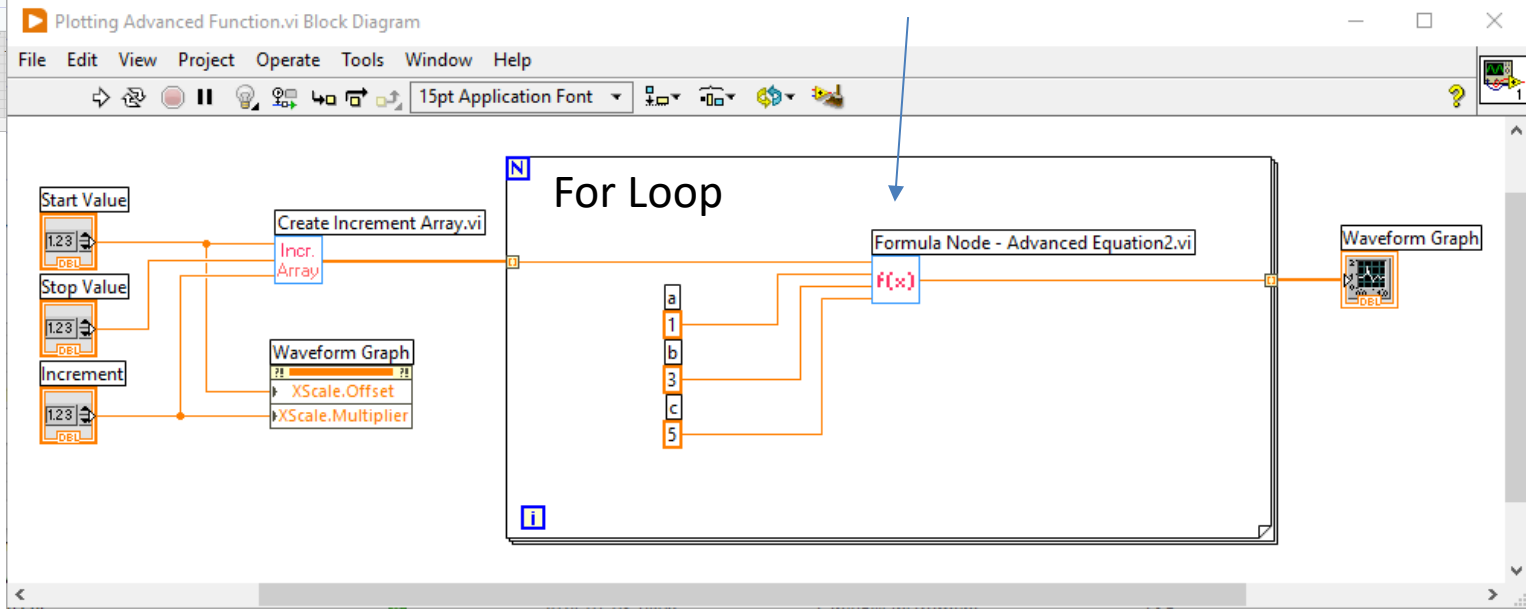 Plotting Advanced Function.vi Block Diagram
File Edit View Project Operate Tools Window Help
15pt Application Font
1
N
For Loop
Start Value
1.23
DBL
Stop Value
1.23
DBL
Increment
1.23
DBL
Create Increment Array.vi
Incr.
Array
Waveform Graph
?! ?!
XScale.Offset
XScale.Multiplier
a
1
b
3
c
5
Formula Node - Advanced Equation2.vi
f(x)
i
Waveform Graph
DBL